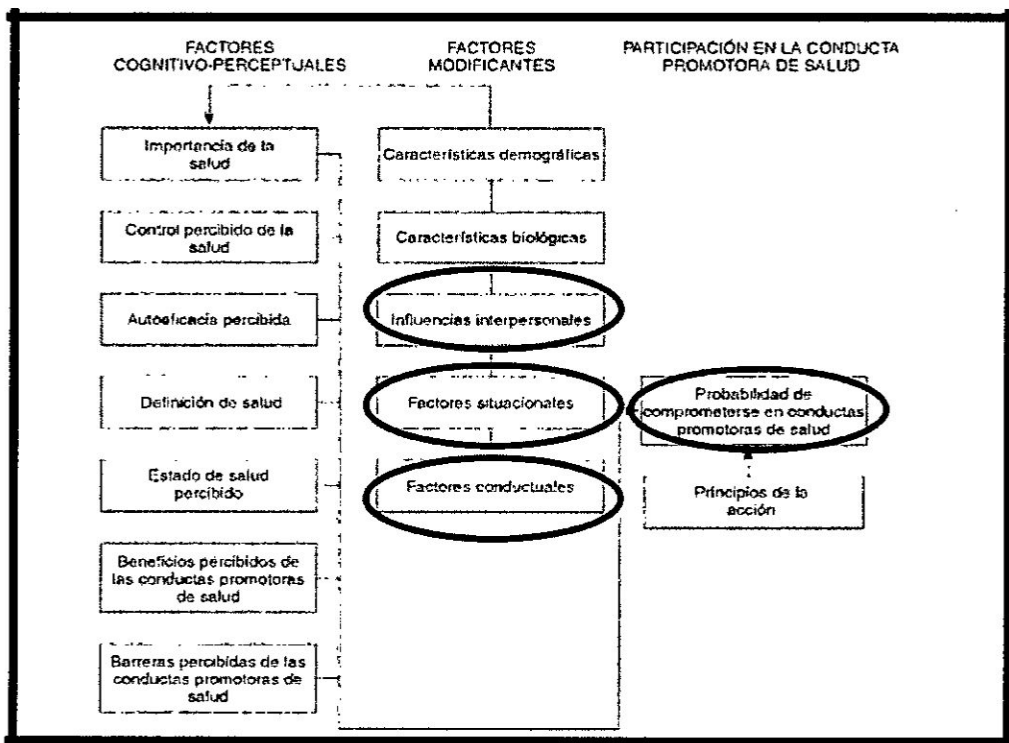 FACTORES
COGNITIVO-PERCEPTUALES
FACTORES
MODIFICANTES
PARTICIPACIÓN EN LA CONDUCTA
PROMOTORA DE SALUD
Importancia de la
salud
Control percibido de la
salud
Autoeficacia percibida
Definición de salud
Estado de salud
percibido
Beneficios percibidos de
las conductas promotoras
de salud
Barreras percibidas de las
conductas promotoras de
salud
Características demográficas
Características biológicas
Influencias interpersonales
Factores situacionales
Factores conductuales
Probabilidad de
comprometerse en conductas
promotoras de salud
Principios de la
acción